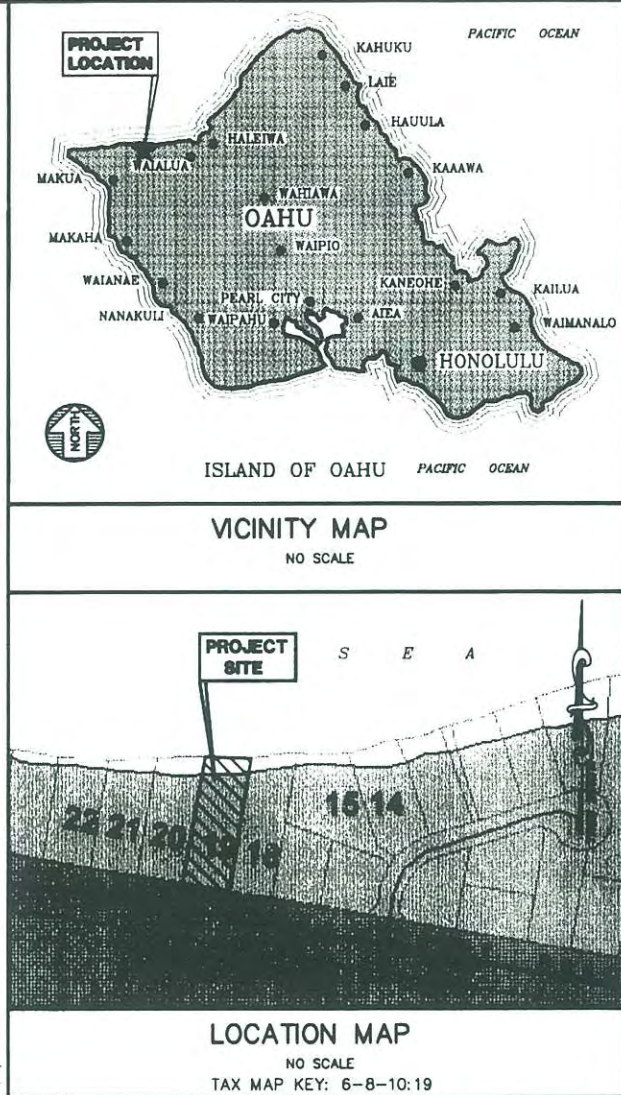 PROJECT
LOCATION
PACIFIC OCEAN
KAHUKU
LAIE
HAUULA
HALEIWA
WAIALUA
KAAAWA
MAKUA
WAHIAWA
OAHU
WAIPIO
MAKAHA
WAIANAE
KANEOHE
KAILUA
PEARL CITY
NANAKULI
WAIPAHU
AIEA
WAIMANALO
HONOLULU
NORTH
ISLAND OF OAHU PACIFIC OCEAN
VICINITY MAP
NO SCALE
PROJECT
SITE
S E A
22 21 20 19 18 15 14
LOCATION MAP
NO SCALE
TAX MAP KEY: 6-8-10:19